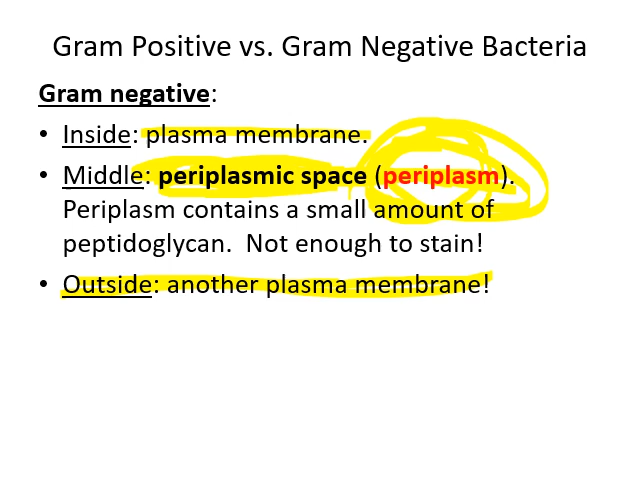 Gram Positive vs. Gram Negative Bacteria
Gram negative:
• Inside: plasma membrane.
• Middle: periplasmic space (periplasm).
Periplasm contains a small amount of
peptidoglycan.  Not enough to stain!
• Outside: another plasma membrane!